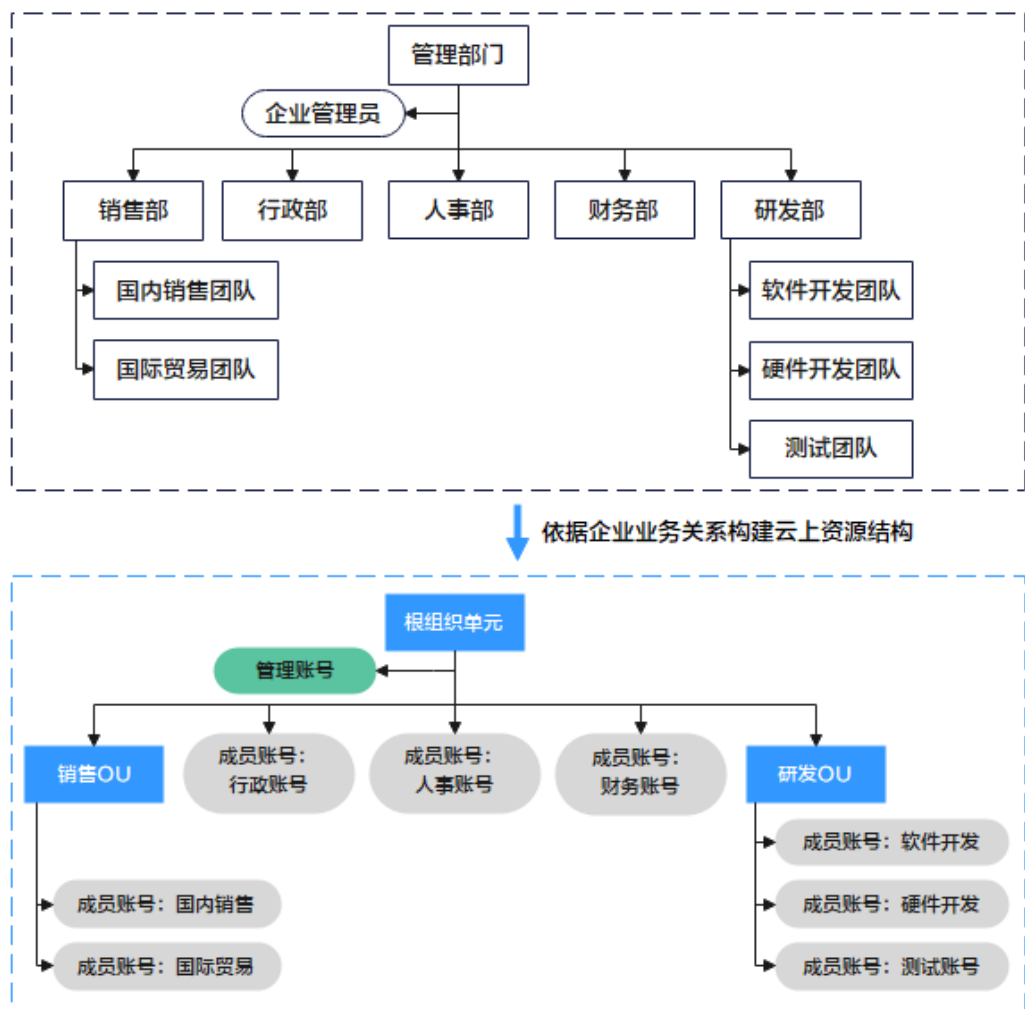 管理部门
企业管理员
销售部
行政部
人事部
财务部
研发部
国内销售团队
国际贸易团队
软件开发团队
硬件开发团队
测试团队
依据企业业务关系构建云上资源结构
根组织单元
管理账号
销售OU
成员账号：
行政账号
成员账号：
人事账号
成员账号：
财务账号
研发OU
成员账号：国内销售
成员账号：国际贸易
成员账号：软件开发
成员账号：硬件开发
成员账号：测试账号